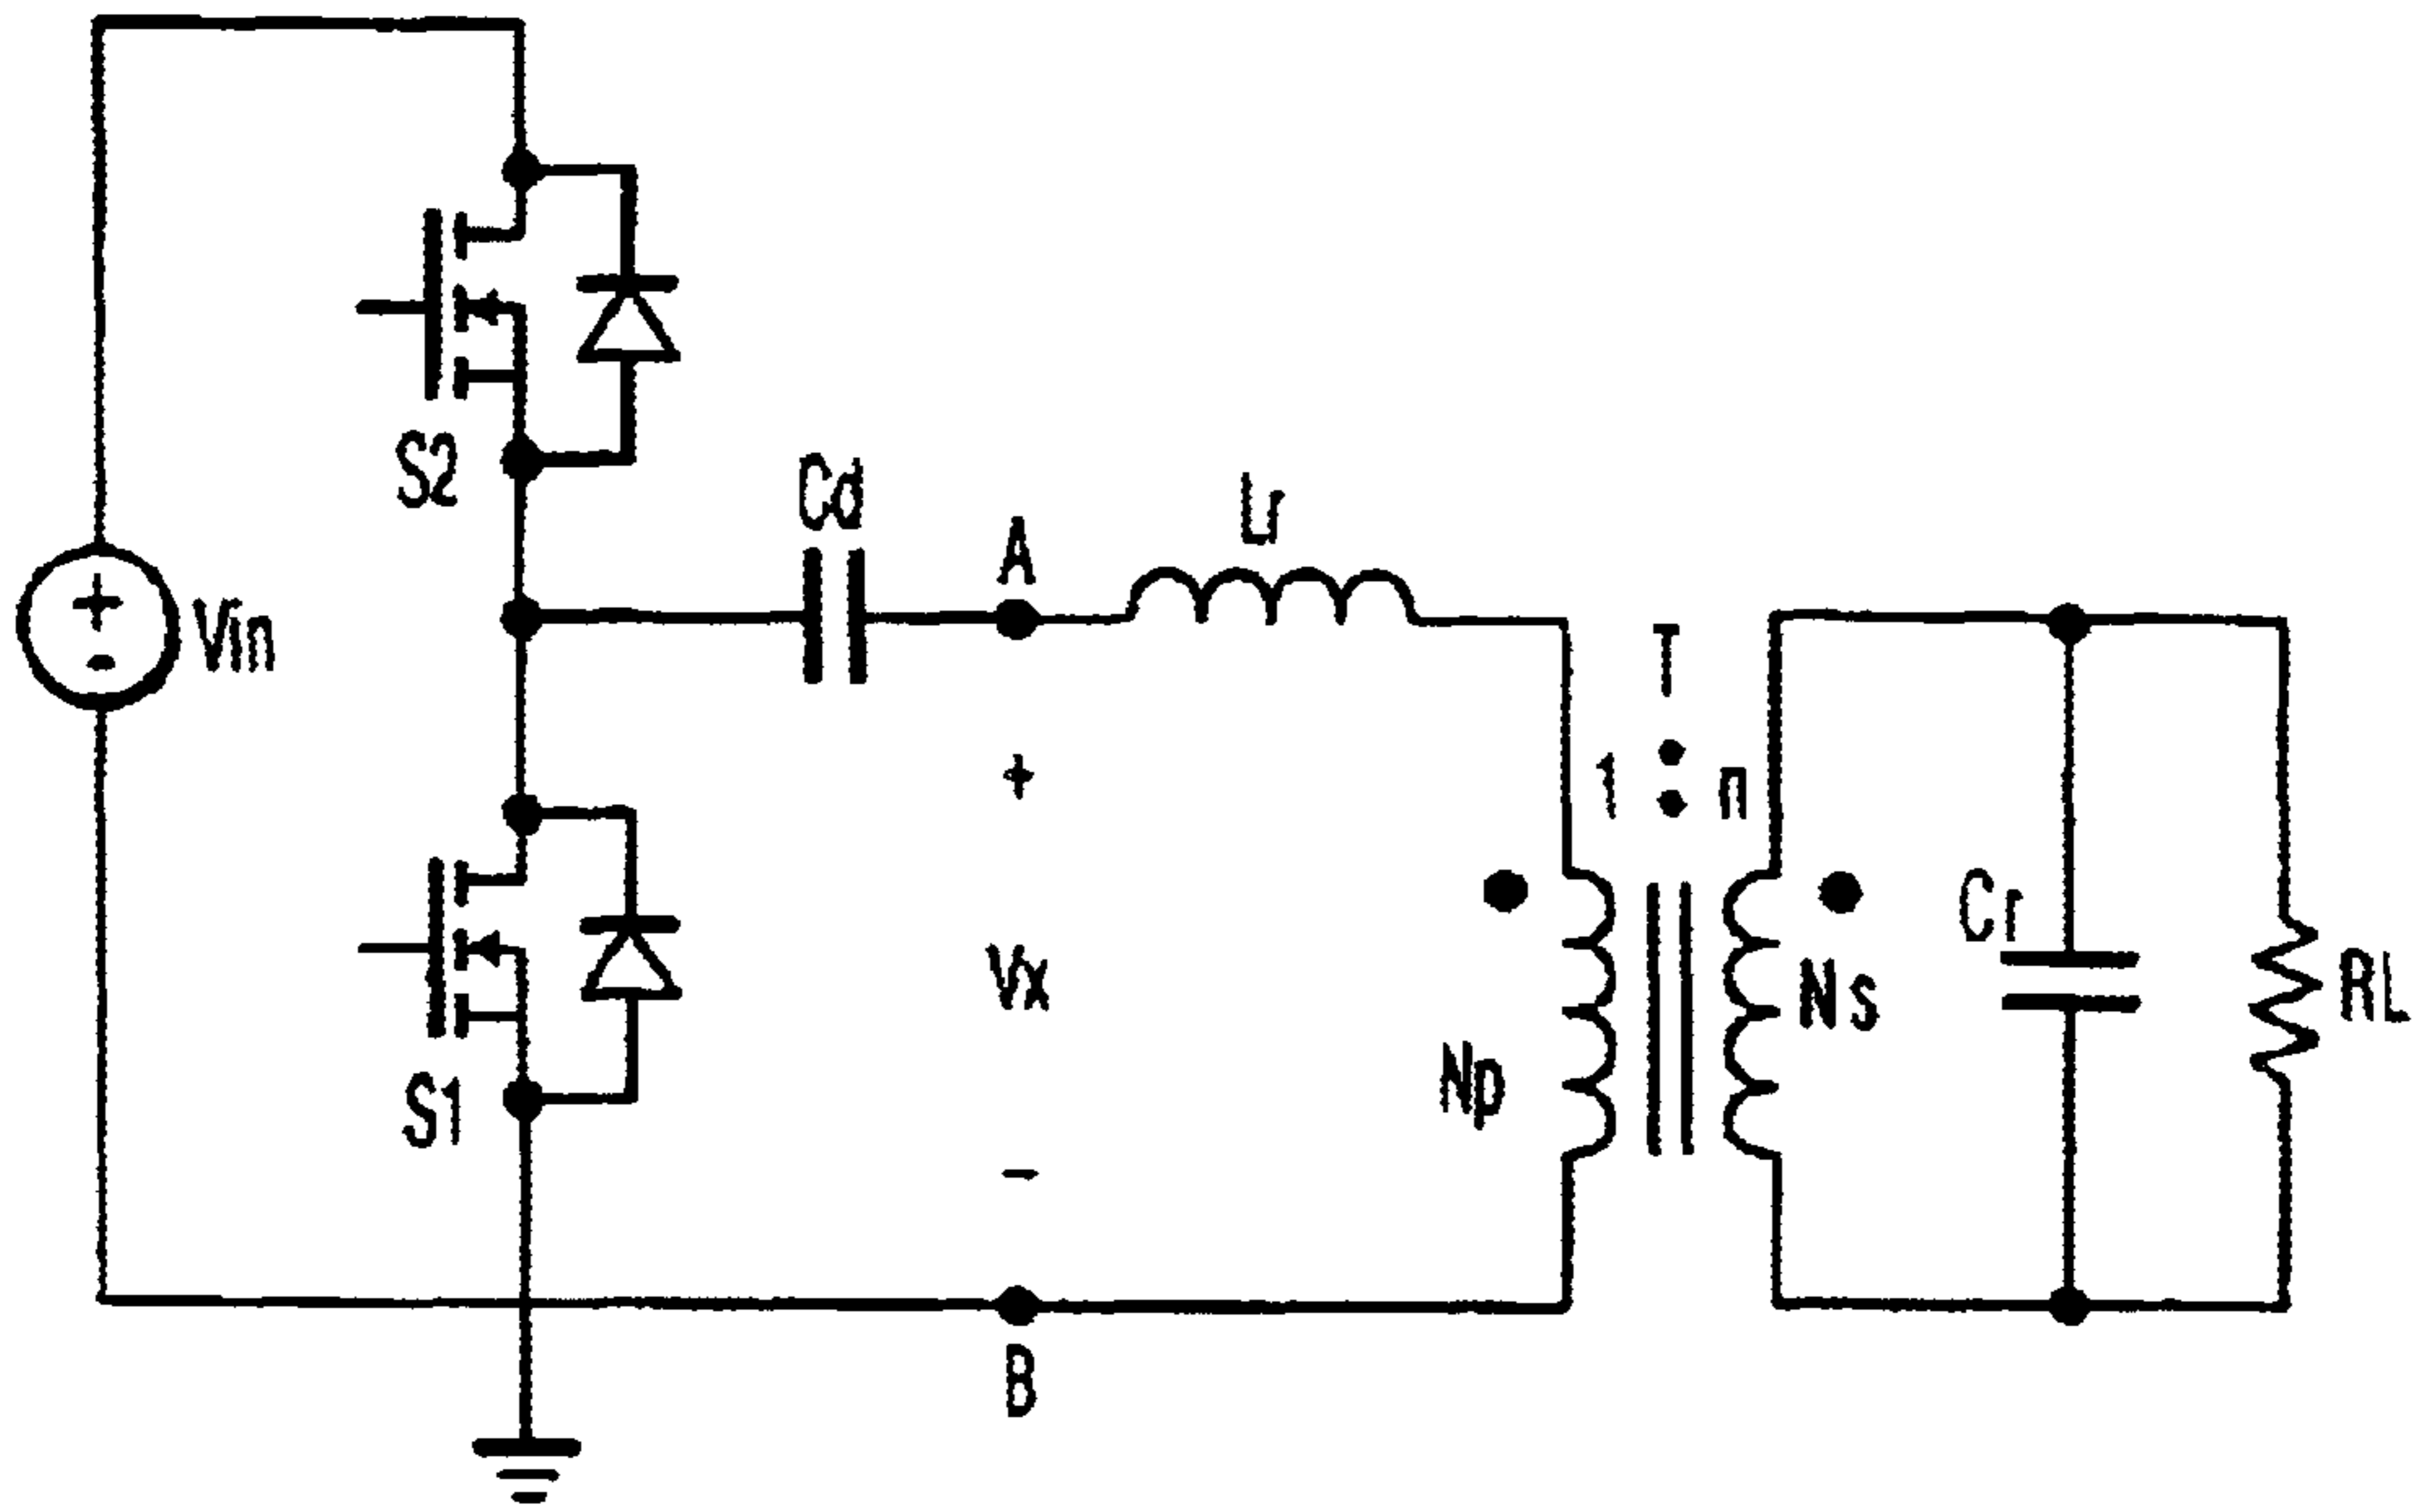 S2
Cd
A
Lr
+
-
Vin
T
1 : n
+
Cr
Vx
Ns
RL
Np
S1
-
B